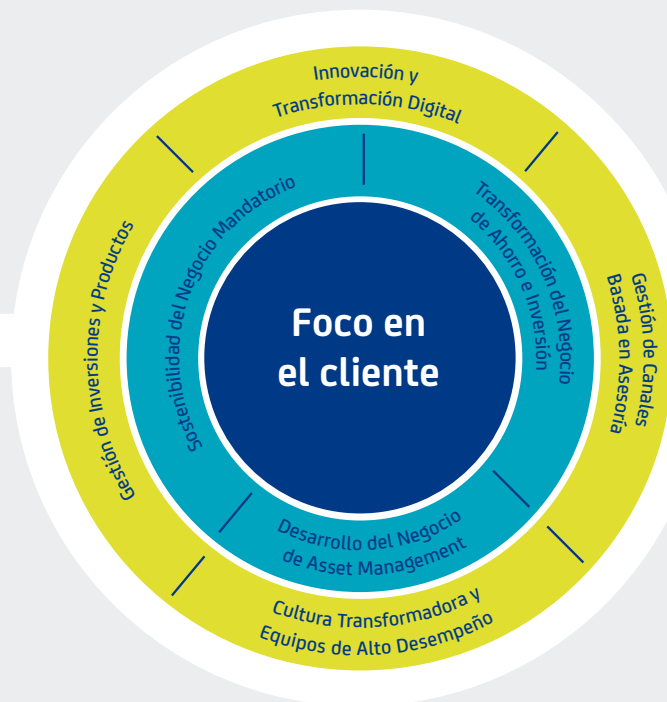 Innovación y
Transformación Digital
Gestión de Inversiones y Productos
Sostenibilidad del Negocio Mandatorio
Transformación del Negocio
de Ahorro e Inversión
Gestión de Canales
Basada en Asesoría
Foco en
el cliente
Desarrollo del Negocio
de Asset Management
Cultura Transformadora y
Equipos de Alto Desempeño